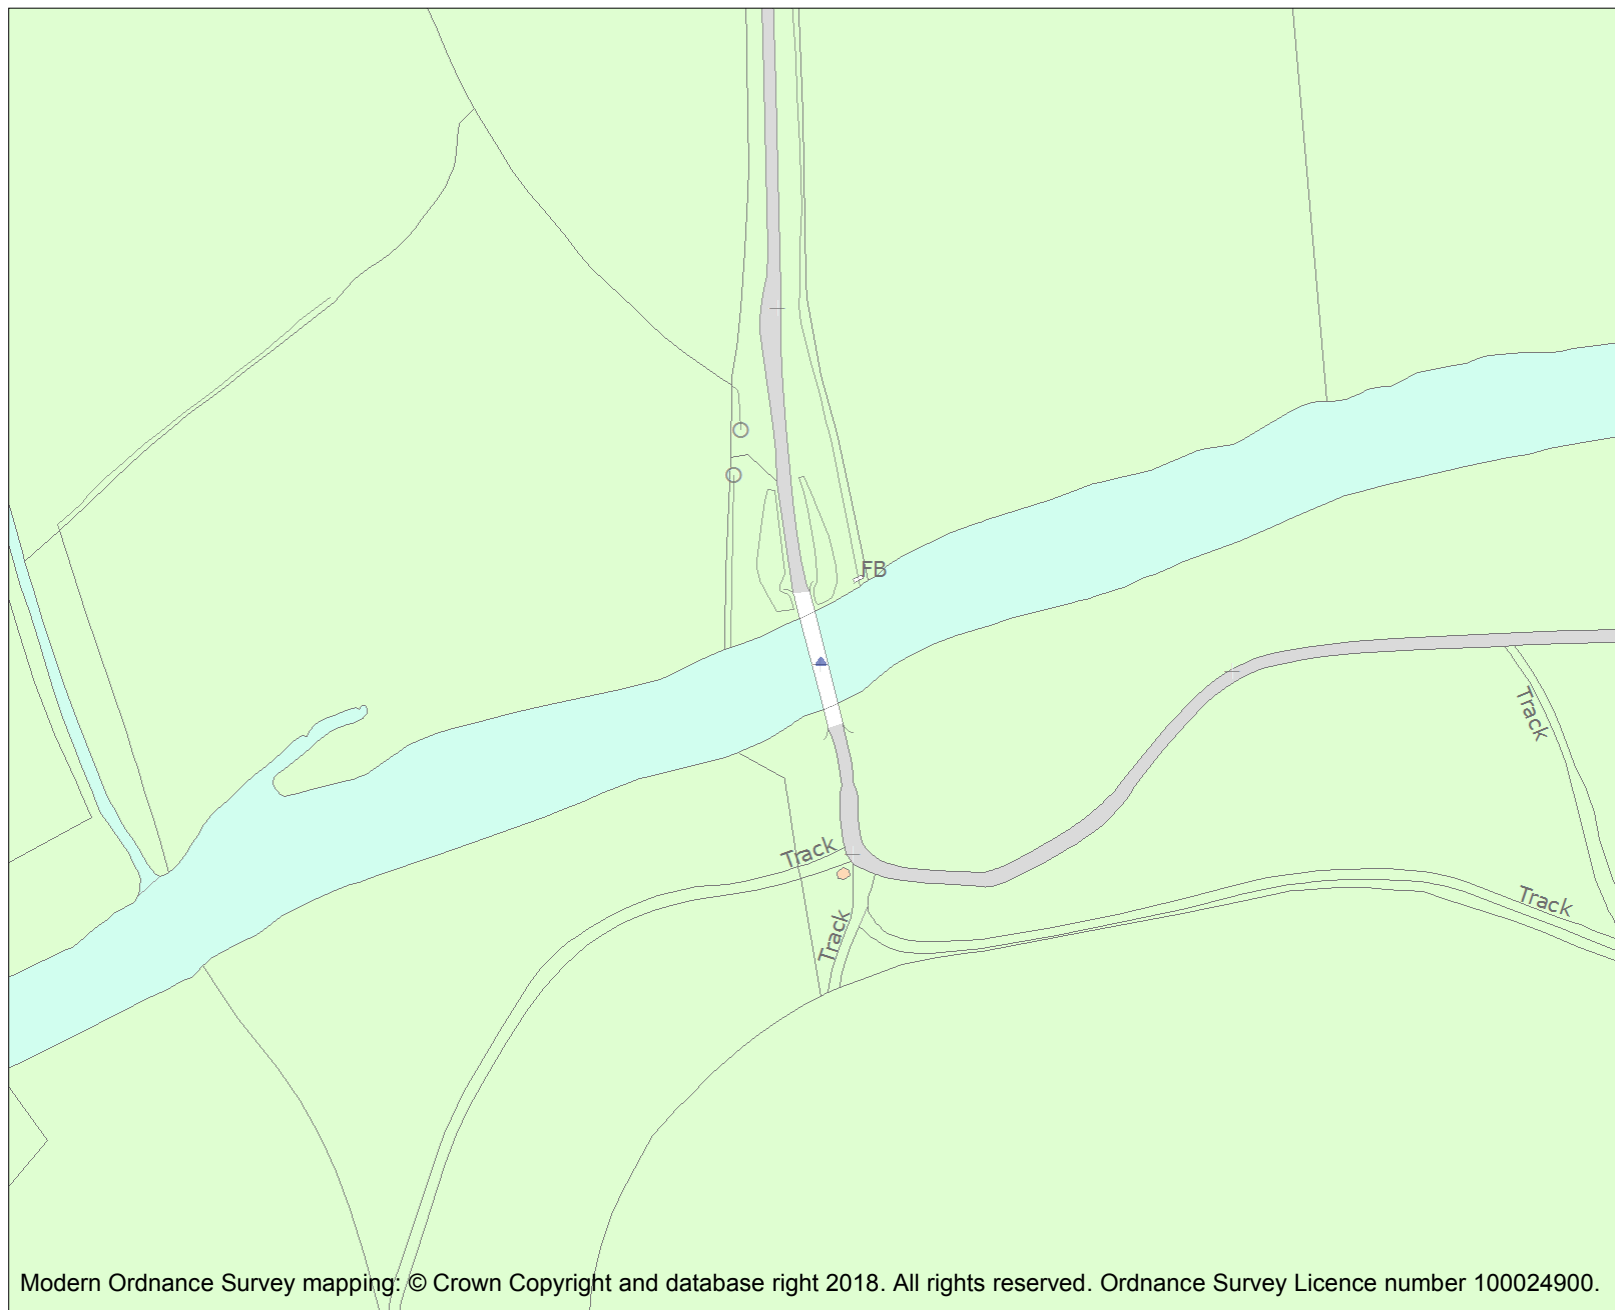 FB
Track
Track
Track
Track
Modern Ordnance Survey mapping: © Crown Copyright and database right 2018. All rights reserved. Ordnance Survey Licence number 100024900.